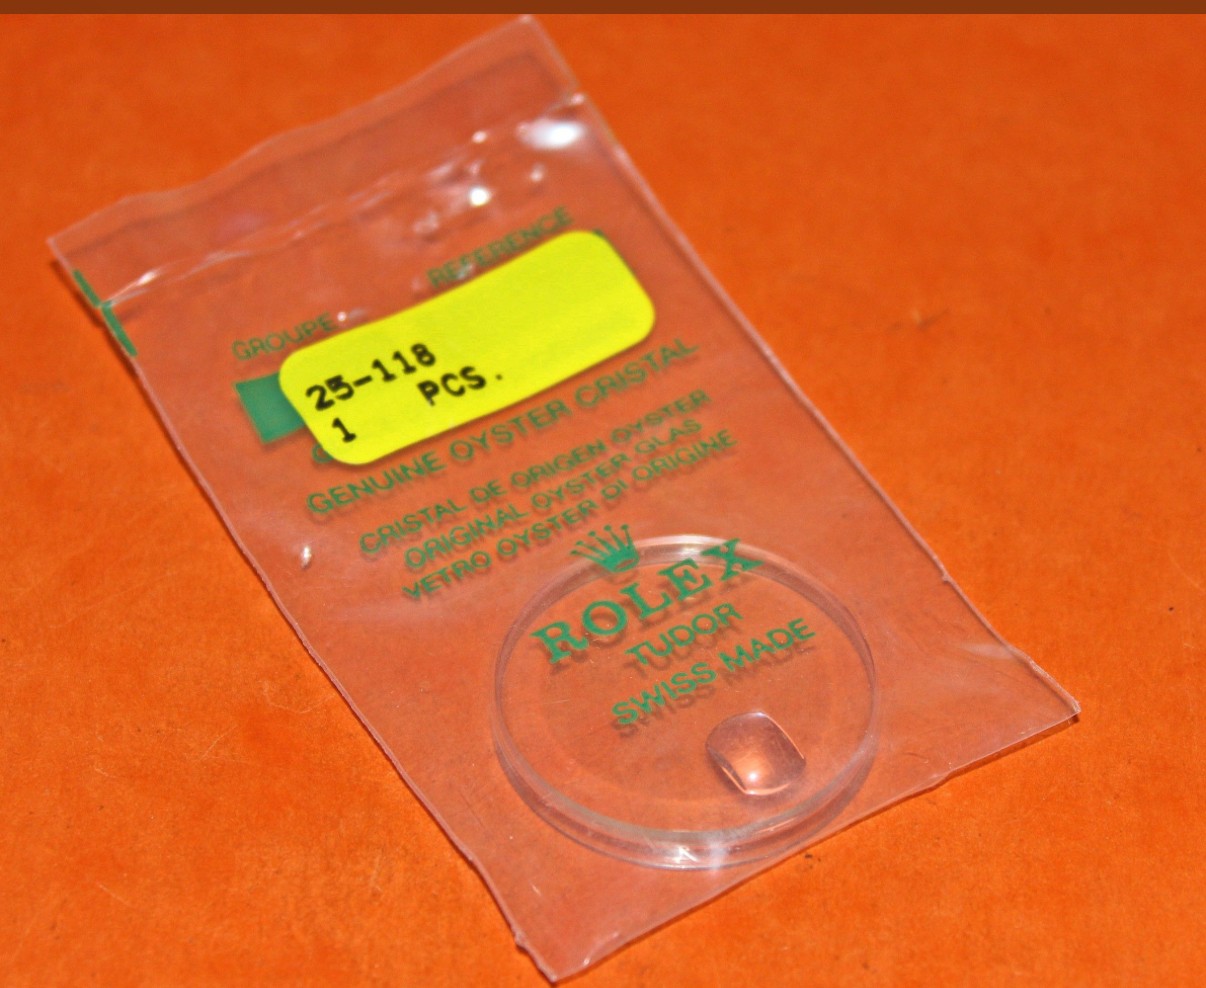 GROUPE REFERENCE
25-118
1 PCS.
GENUINE OYSTER CRISTAL
CRISTAL DE ORIGEN OYSTER
ORIGINAL OYSTER GLAS
VETRO OYSTER DI ORIGINE
ROLEX
TUDOR
SWISS MADE